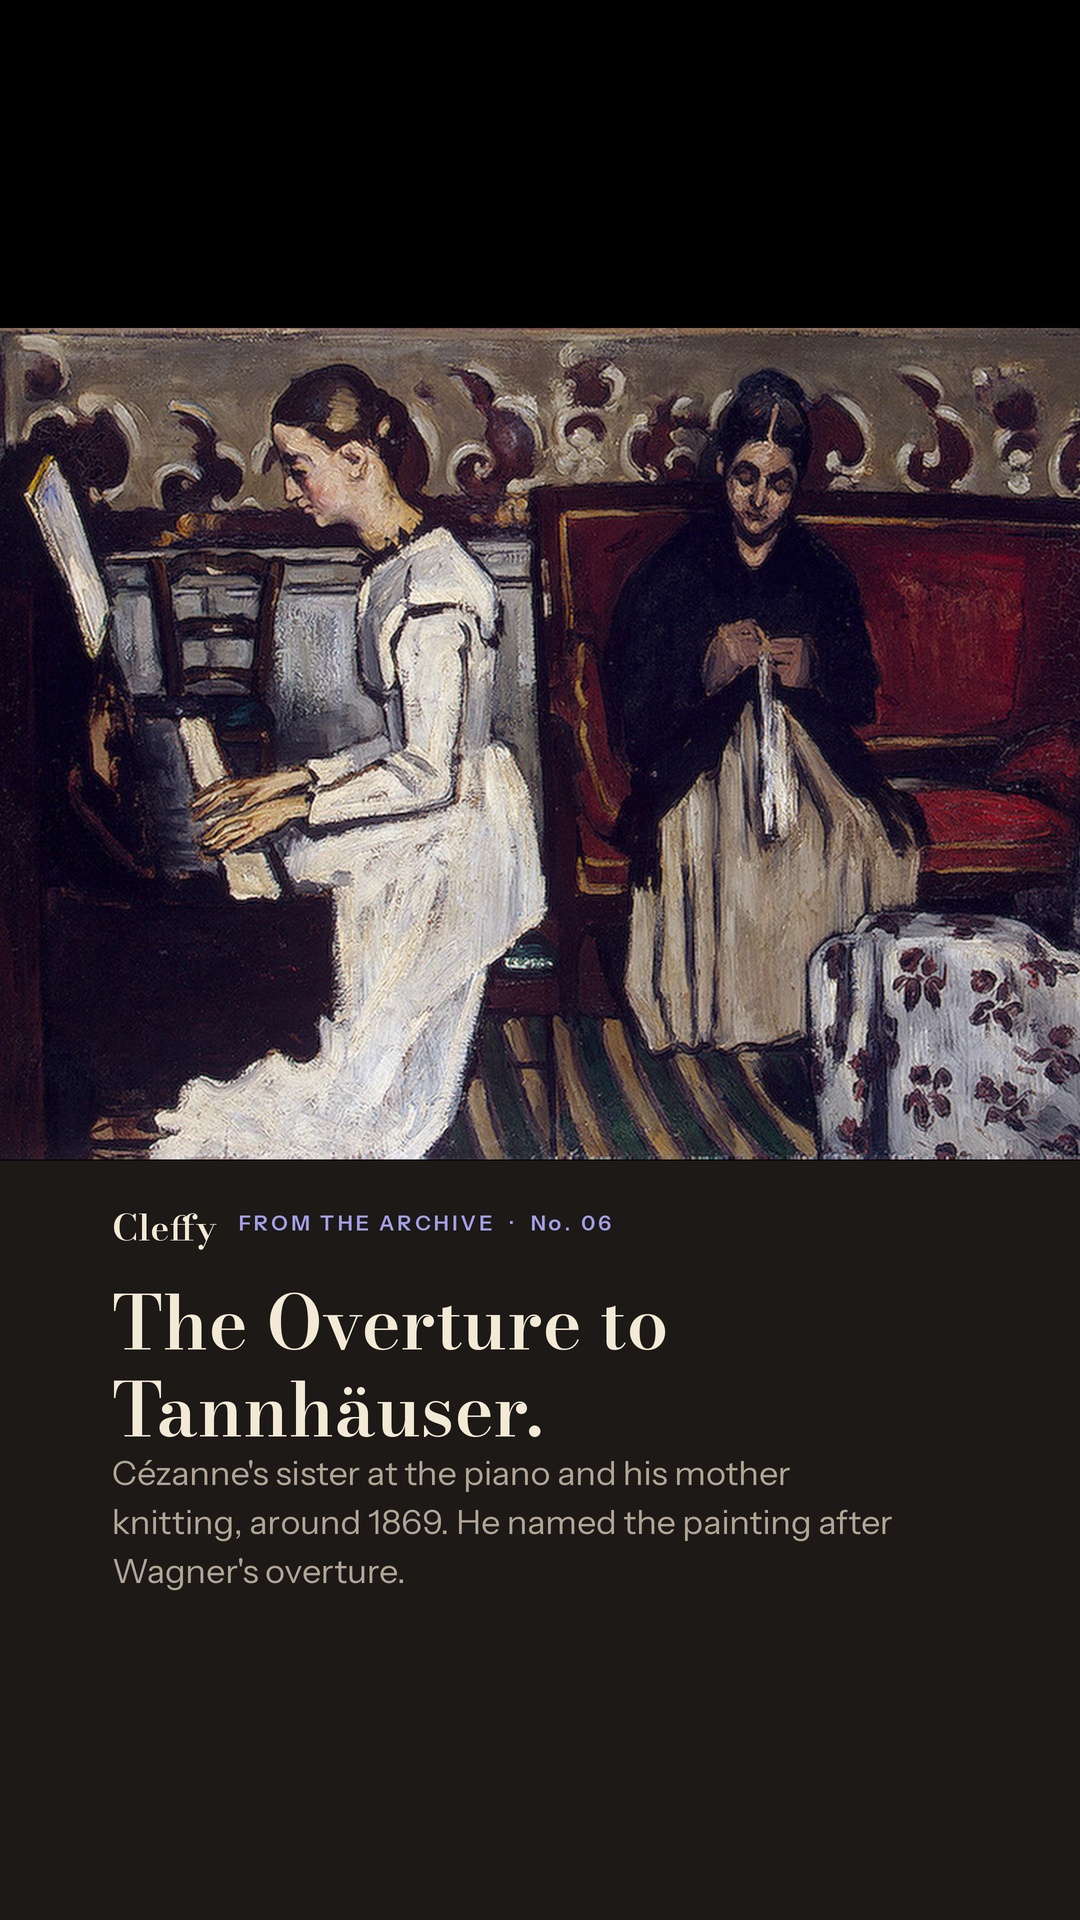 Cleffy FROM THE ARCHIVE · No. 06
The Overture to
Tannhäuser.
Cézanne's sister at the piano and his mother
knitting, around 1869. He named the painting after
Wagner's overture.